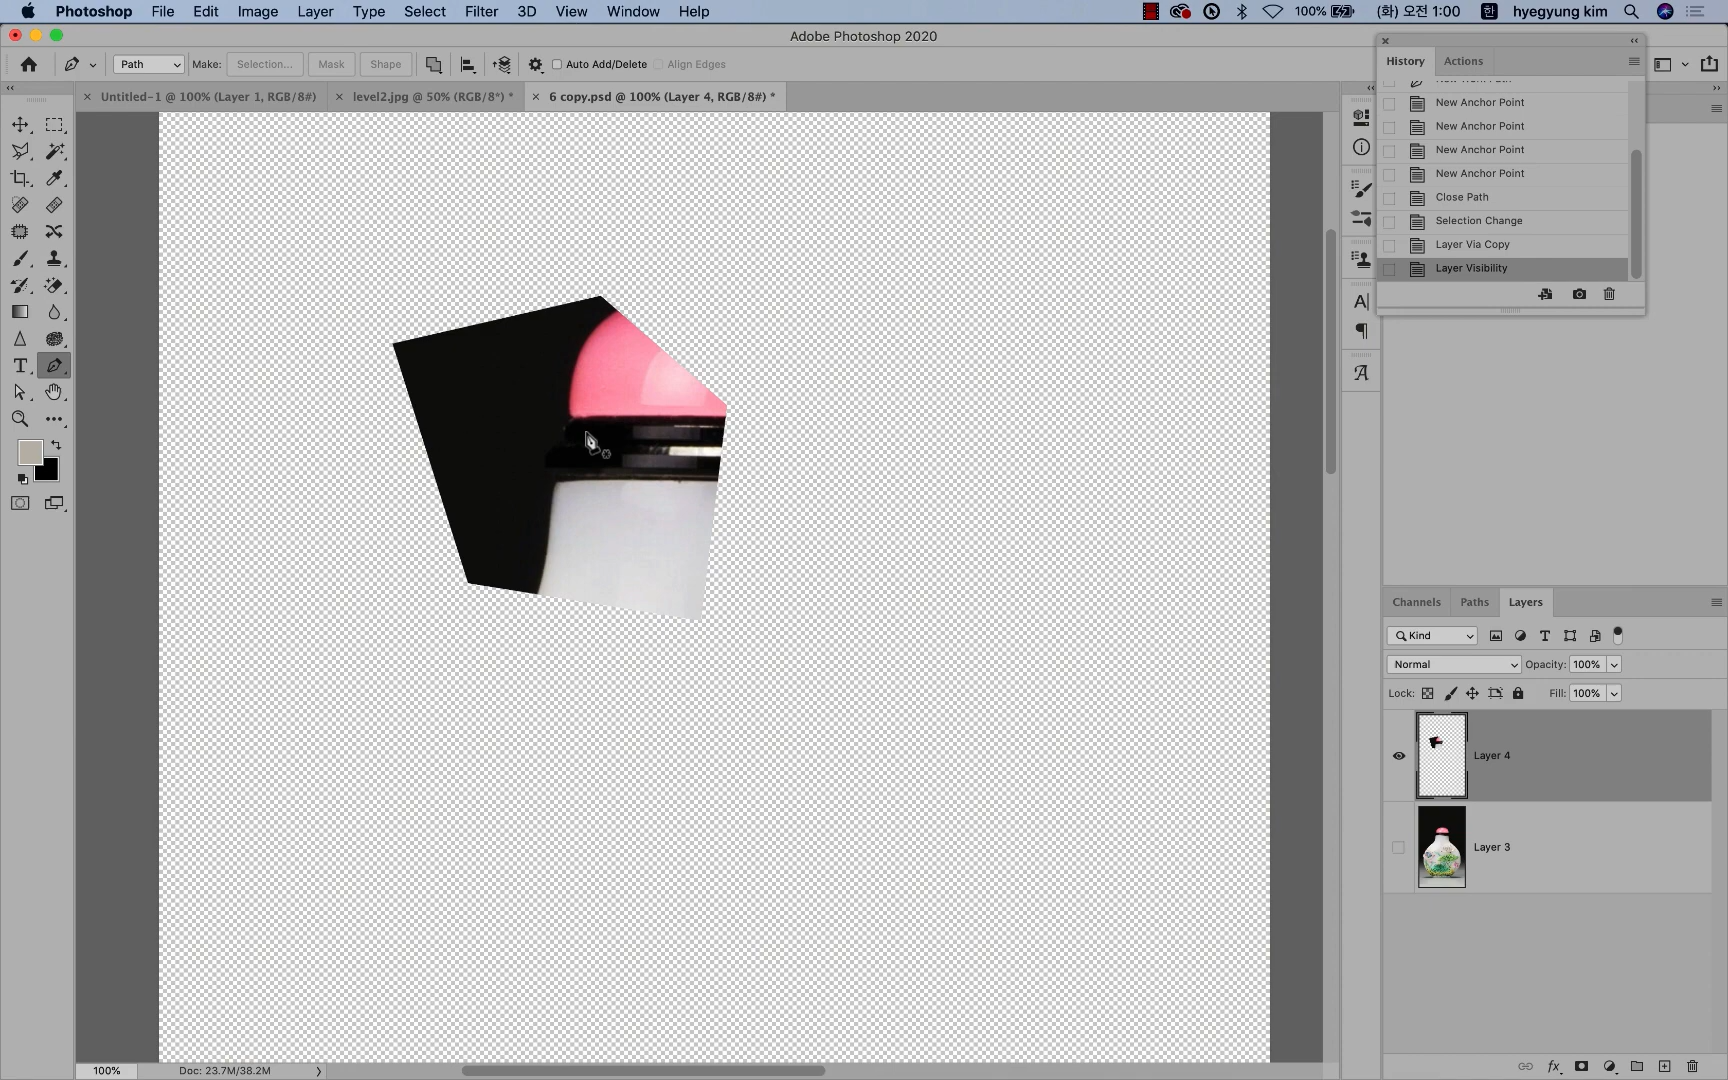 Photoshop File Edit Image Layer Type Select Filter 3D View Window Help 100% (화) 오전 1:00 한 hyegyung kim
Adobe Photoshop 2020
Path Make: Selection... Mask Shape Auto Add/Delete Align Edges
Untitled-1 @ 100% (Layer 1, RGB/8#) level2.jpg @ 50% (RGB/8*) * 6 copy.psd @ 100% (Layer 4, RGB/8#) *
History Actions
New Anchor Point
New Anchor Point
New Anchor Point
New Anchor Point
Close Path
Selection Change
Layer Via Copy
Layer Visibility
Channels Paths Layers
Kind
Normal Opacity: 100%
Lock: Fill: 100%
Layer 4
Layer 3
100% Doc: 23.7M/38.2M